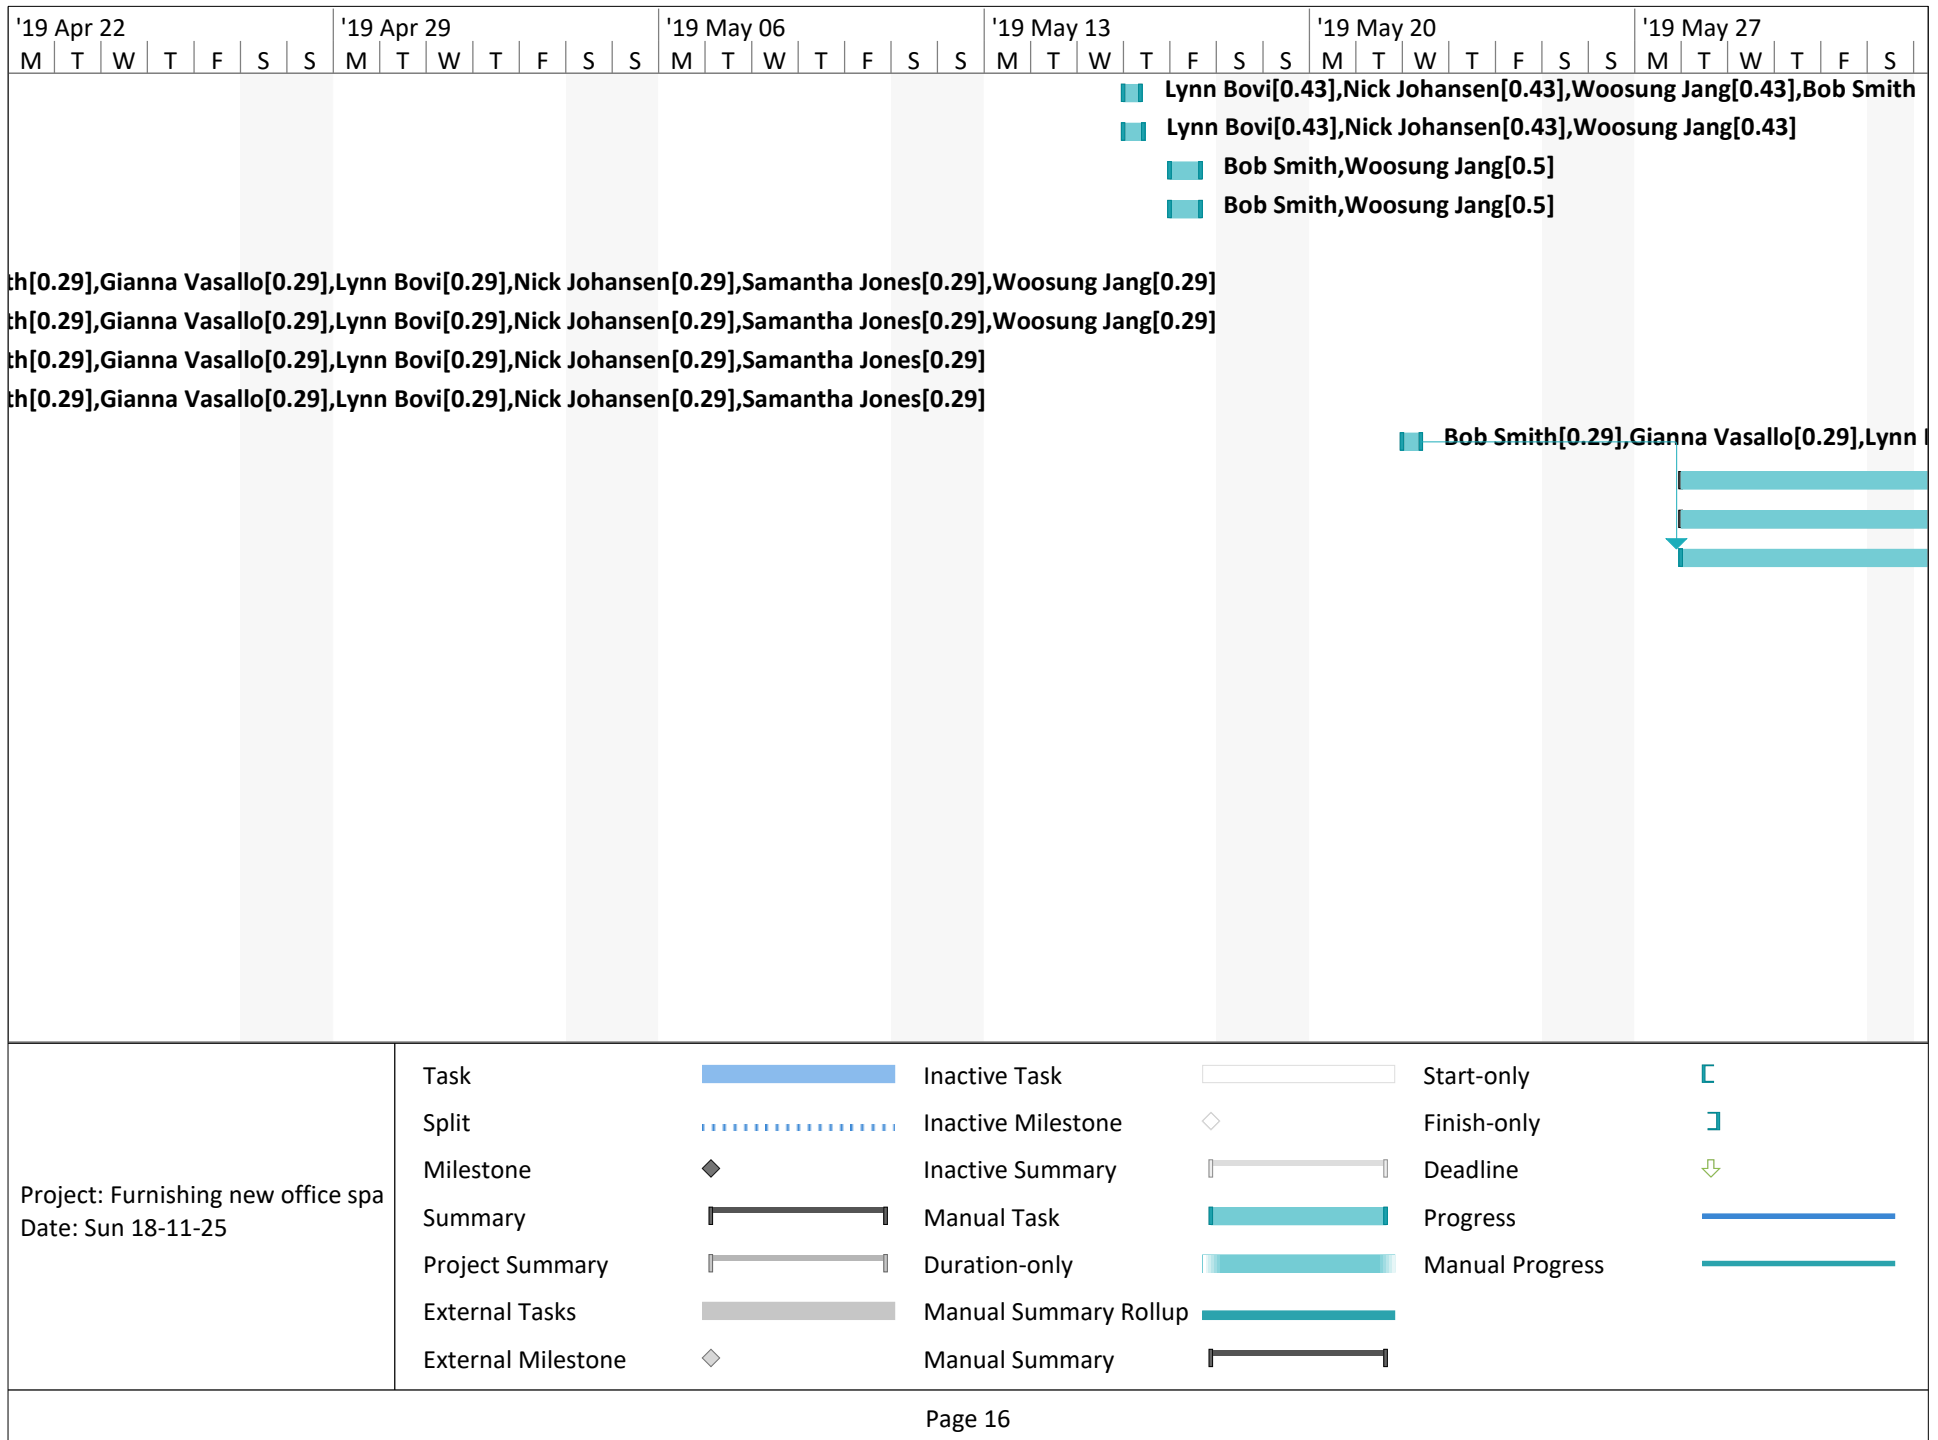 '19 Apr 22 '19 Apr 29 '19 May 06 '19 May 13 '19 May 20 '19 May 27
M T W T F S S M T W T F S S M T W T F S S M T W T F S S M T W T F S S M T W T F S
Lynn Bovi[0.43],Nick Johansen[0.43],Woosung Jang[0.43],Bob Smith
Lynn Bovi[0.43],Nick Johansen[0.43],Woosung Jang[0.43]
Bob Smith,Woosung Jang[0.5]
Bob Smith,Woosung Jang[0.5]
th[0.29],Gianna Vasallo[0.29],Lynn Bovi[0.29],Nick Johansen[0.29],Samantha Jones[0.29],Woosung Jang[0.29]
th[0.29],Gianna Vasallo[0.29],Lynn Bovi[0.29],Nick Johansen[0.29],Samantha Jones[0.29],Woosung Jang[0.29]
th[0.29],Gianna Vasallo[0.29],Lynn Bovi[0.29],Nick Johansen[0.29],Samantha Jones[0.29]
th[0.29],Gianna Vasallo[0.29],Lynn Bovi[0.29],Nick Johansen[0.29],Samantha Jones[0.29]
Bob Smith[0.29],Gianna Vasallo[0.29],Lynn
Project: Furnishing new office spa
Date: Sun 18-11-25
Task
Split
Milestone
Summary
Project Summary
External Tasks
External Milestone
Inactive Task
Inactive Milestone
Inactive Summary
Manual Task
Duration-only
Manual Summary Rollup
Manual Summary
Start-only
Finish-only
Deadline
Progress
Manual Progress
Page 16